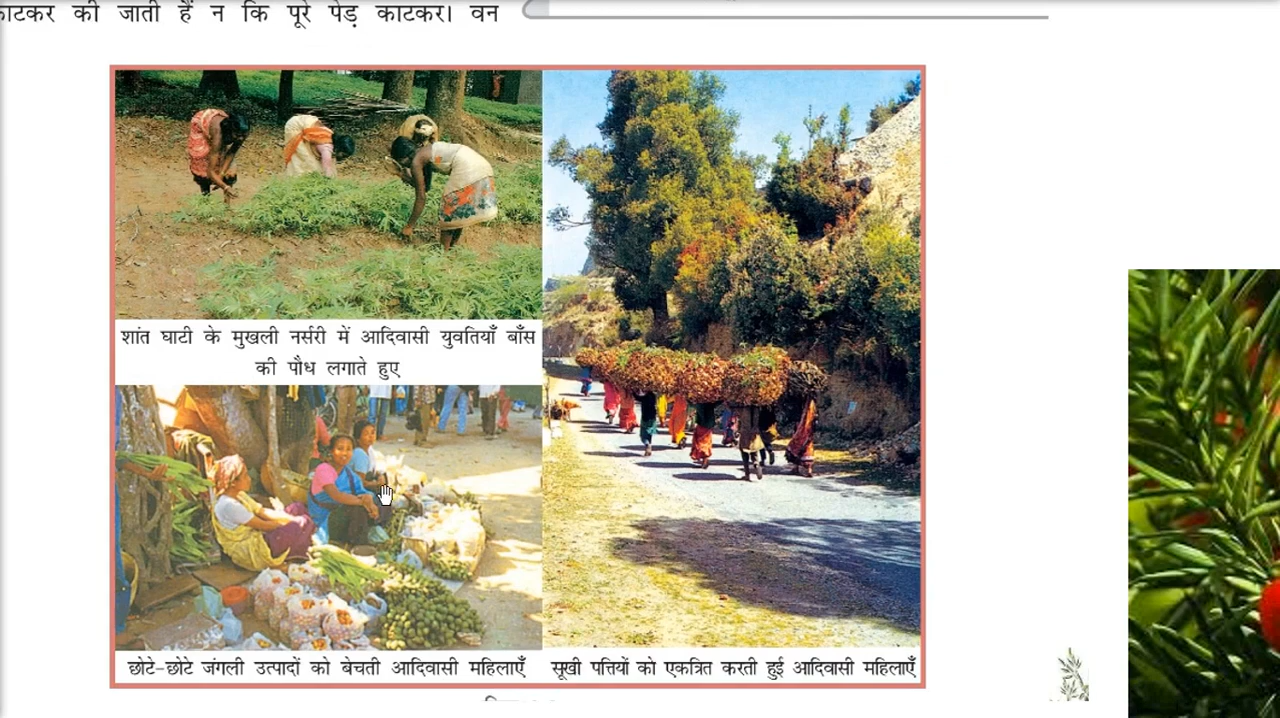 काटकर की जाती हैं न कि पूरे पेड़ काटकर। वन
शांत घाटी के मुखली नर्सरी में आदिवासी युवतियाँ बाँस
की पौध लगाते हुए
छोटे-छोटे जंगली उत्पादों को बेचती आदिवासी महिलाएँ
सूखी पत्तियों को एकत्रित करती हुई आदिवासी महिलाएँ